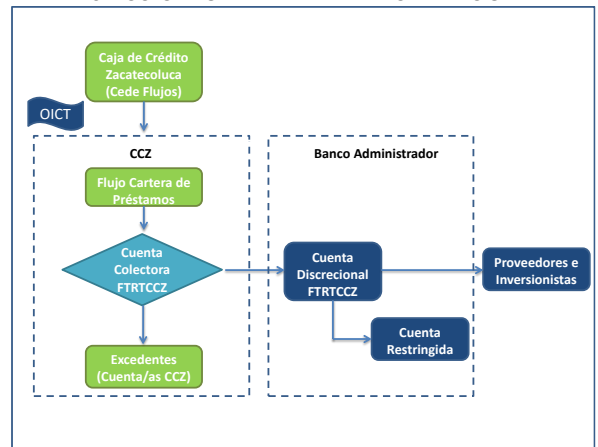 Caja de Crédito
Zacatecoluca
(Cede Flujos)
OICT
CCZ
Banco Administrador
Flujo Cartera de
Préstamos
Cuenta
Colectora
FTRTCCZ
Cuenta
Discrecional
FTRTCCZ
Proveedores e
Inversionistas
Cuenta
Restringida
Excedentes
(Cuenta/as CCZ)